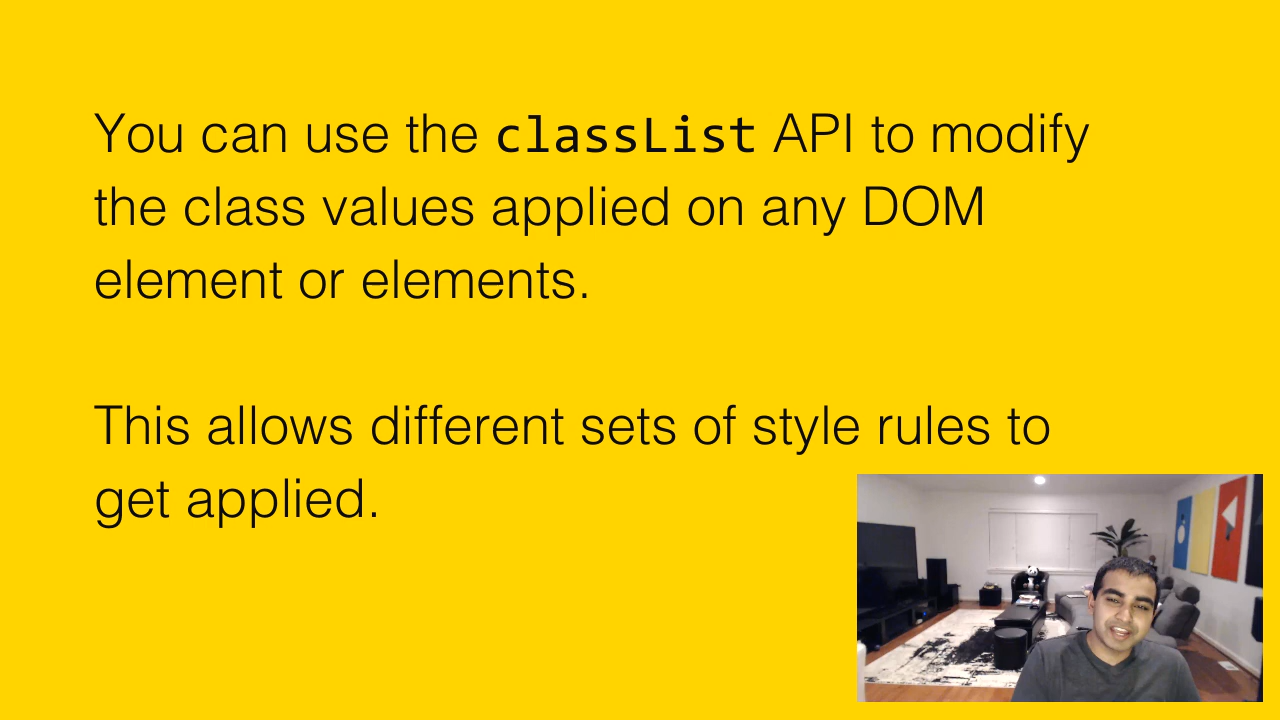 You can use the classList API to modify
the class values applied on any DOM
element or elements.
This allows different sets of style rules to
get applied.